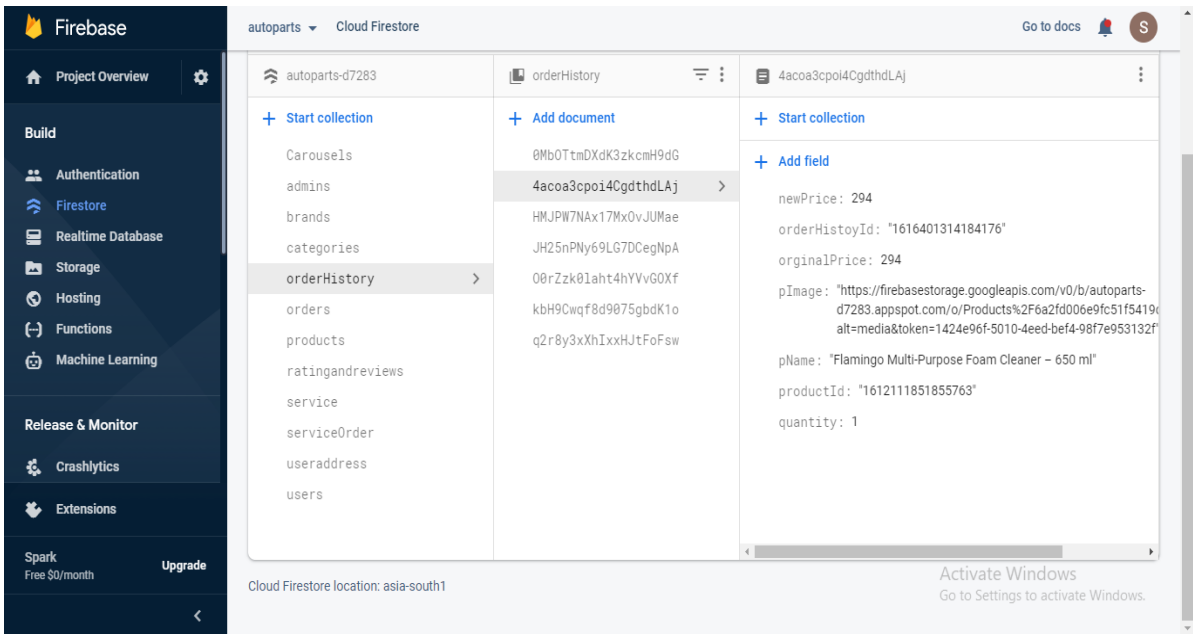 Firebase
Project Overview
Build
Authentication
Firestore
Realtime Database
Storage
Hosting
Functions
Machine Learning
Release & Monitor
Crashlytics
Extensions
Spark
Free $0/month
Upgrade
autoparts
Cloud Firestore
Go to docs
S
autoparts-d7283
Start collection
Carousels
admins
brands
categories
orderHistory
orders
products
ratingandreviews
service
serviceOrder
useraddress
users
orderHistory
Add document
0MbOTtmDXdK3zkcmH9dG
4acoa3cpoi4CgdthdLAj
HMJPW7NAx17MxOvJUMae
JH25nPNy69LG7DCegNpA
O0rZzk0laht4hYVvGOXf
kbH9Cwqf8d9075gbdK1o
q2r8y3xXhIxxHJtFoFsw
4acoa3cpoi4CgdthdLAj
Start collection
Add field
newPrice: 294
orderHistoyId: "1616401314184176"
orginalPrice: 294
pImage: "https://firebasestorage.googleapis.com/v0/b/autoparts-
d7283.appspot.com/o/Products%2F6a2fd006e9fc51f5419c
alt=media&token=1424e96f-5010-4eed-bef4-98f7e953132f"
pName: "Flamingo Multi-Purpose Foam Cleaner – 650 ml"
productId: "1612111851855763"
quantity: 1
Cloud Firestore location: asia-south1
Activate Windows
Go to Settings to activate Windows.